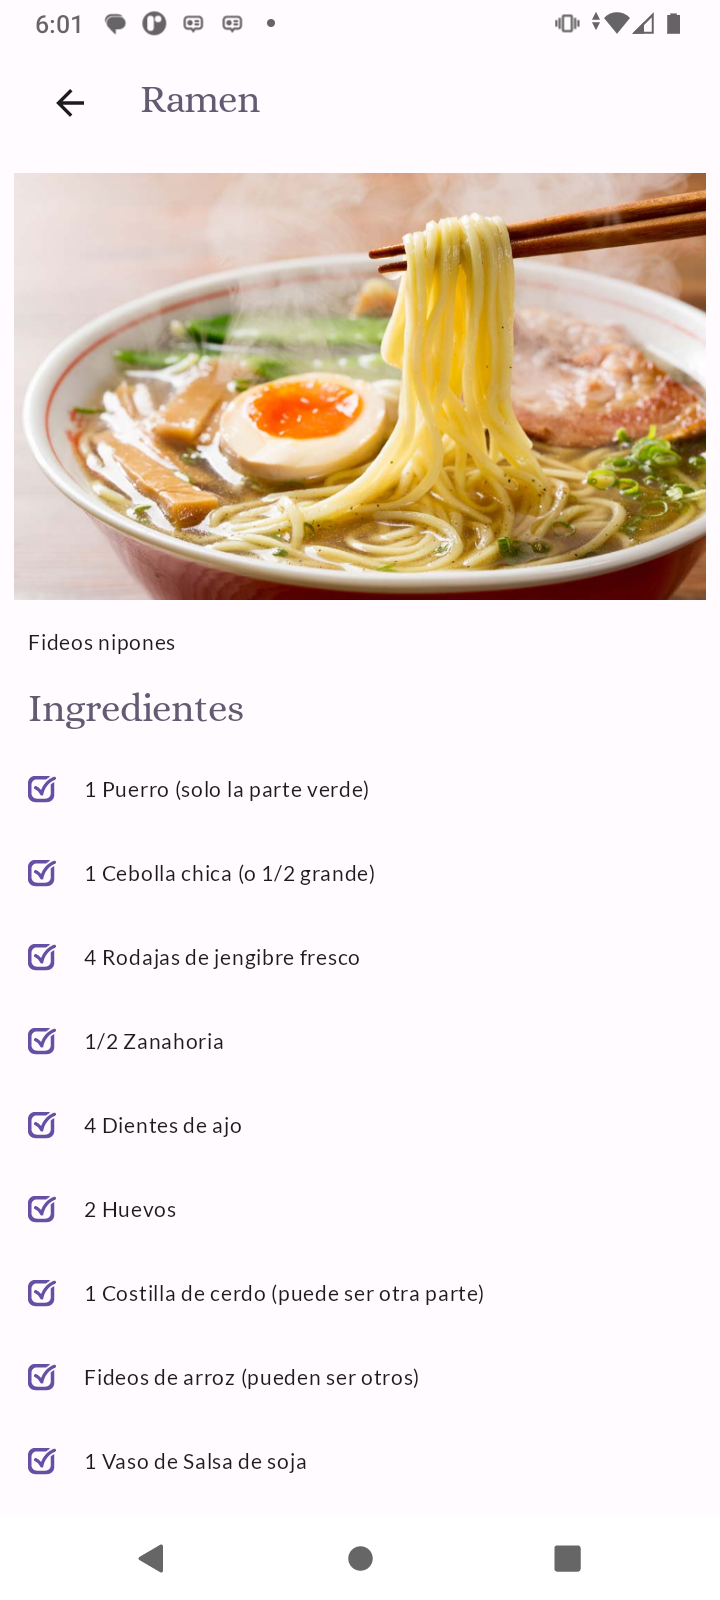 6:01
Ramen
Fideos nipones
Ingredientes
1 Puerro (solo la parte verde)
1 Cebolla chica (o 1/2 grande)
4 Rodajas de jengibre fresco
1/2 Zanahoria
4 Dientes de ajo
2 Huevos
1 Costilla de cerdo (puede ser otra parte)
Fideos de arroz (pueden ser otros)
1 Vaso de Salsa de soja